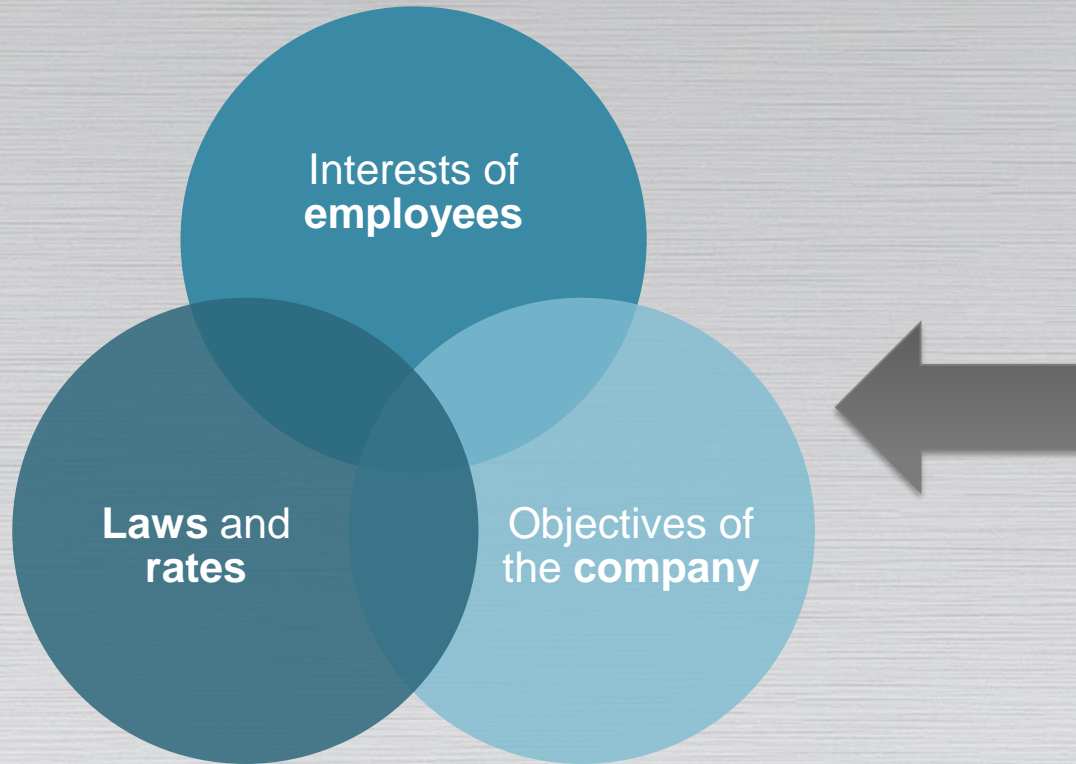 Interests of
employees
Laws and
rates
Objectives of
the company